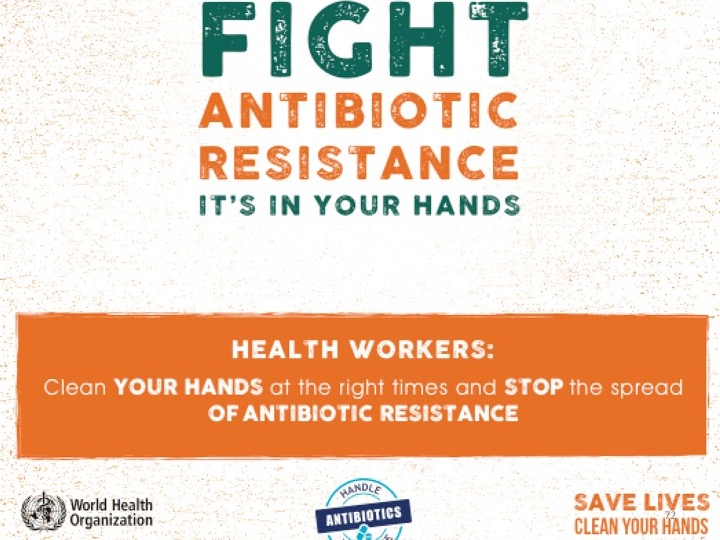 FIGHT
ANTIBIOTIC
RESISTANCE
IT'S IN YOUR HANDS
HEALTH WORKERS:
Clean YOUR HANDS at the right times and STOP the spread
OF ANTIBIOTIC RESISTANCE
World Health
Organization
HANDLE
ANTIBIOTICS
SAVE LIVES
72
CLEAN YOUR HANDS